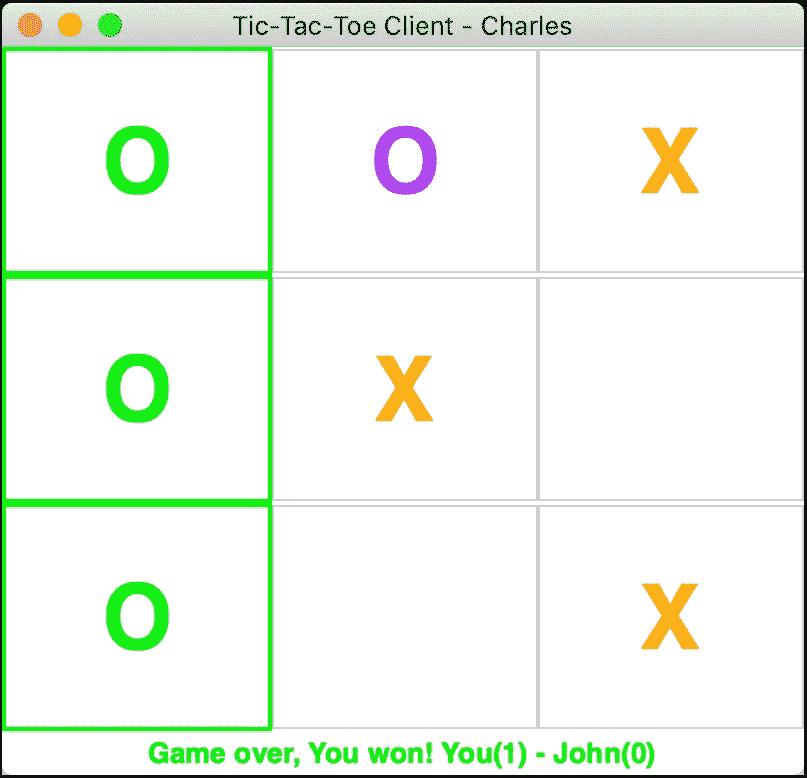 Tic-Tac-Toe Client - Charles
O O X
O X
O X
Game over, You won! You(1) - John(0)